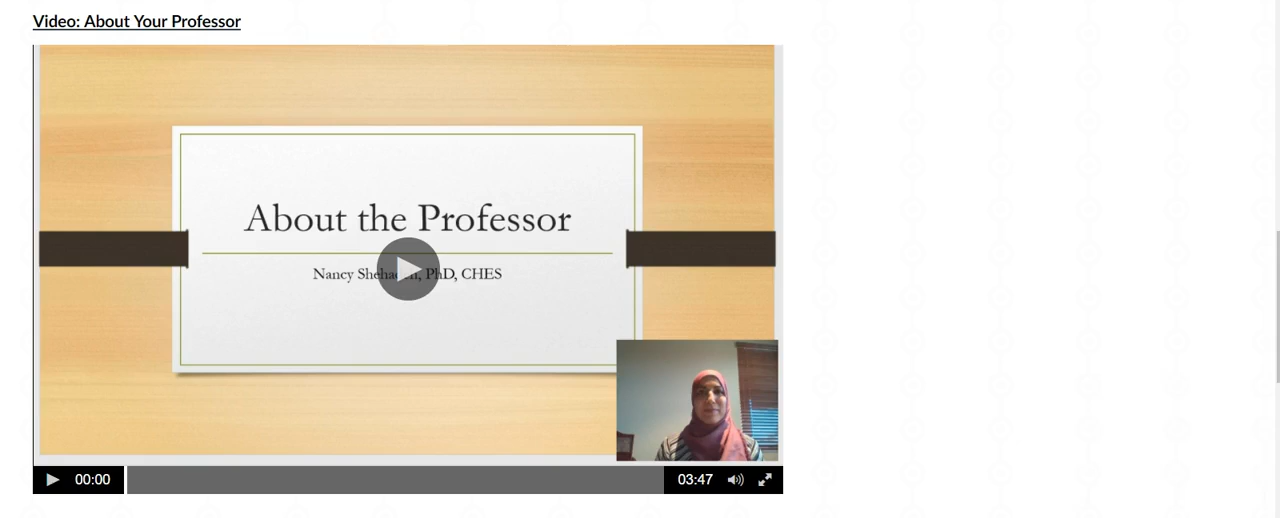 Video: About Your Professor
About the Professor
Nancy PhD, CHES
00:00
03:47